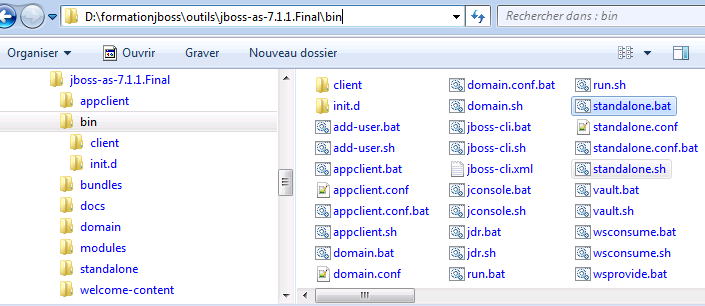 D:\formationjboss\outils\jboss-as-7.1.1.Final\bin
Rechercher dans : bin
Organiser
Ouvrir
Graver
Nouveau dossier
jboss-as-7.1.1.Final
appclient
bin
client
init.d
bundles
docs
domain
modules
standalone
welcome-content
client
init.d
add-user.bat
add-user.sh
appclient.bat
appclient.conf
appclient.conf.bat
appclient.sh
domain.bat
domain.conf
domain.conf.bat
domain.sh
jboss-cli.bat
jboss-cli.sh
jboss-cli.xml
jconsole.bat
jconsole.sh
jdr.bat
jdr.sh
run.bat
run.sh
standalone.bat
standalone.conf
standalone.conf.bat
standalone.sh
vault.bat
vault.sh
wsconsume.bat
wsconsume.sh
wsprovide.bat